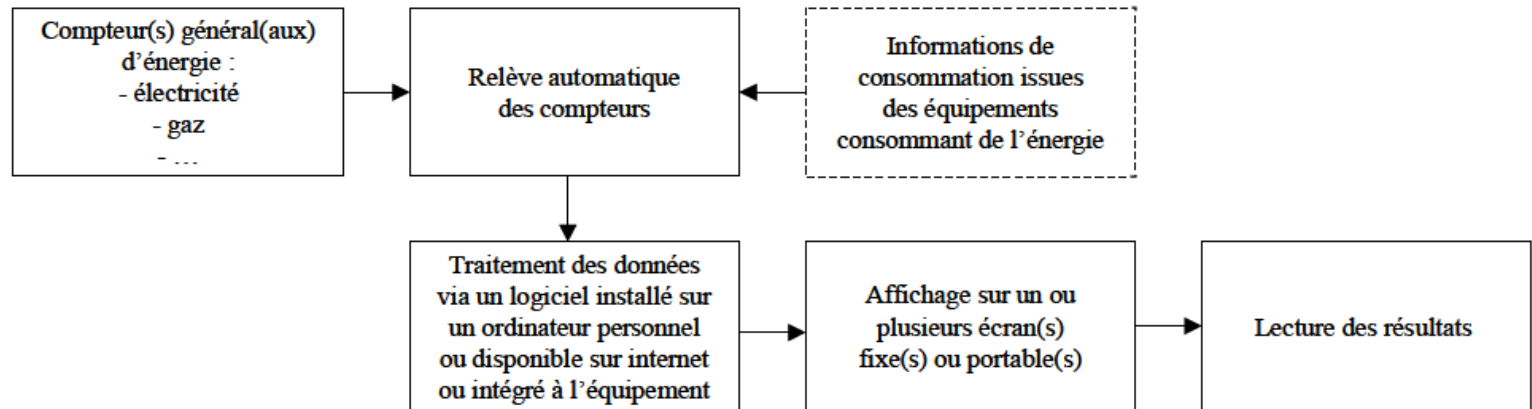 Compteur(s) général(aux)
d’énergie :
- électricité
- gaz
- ...
Relève automatique
des compteurs
Informations de
consommation issues
des équipements
consommant de l’énergie
Traitement des données
via un logiciel installé sur
un ordinateur personnel
ou disponible sur internet
ou intégré à l’équipement
Affichage sur un ou
plusieurs écran(s)
fixe(s) ou portable(s)
Lecture des résultats